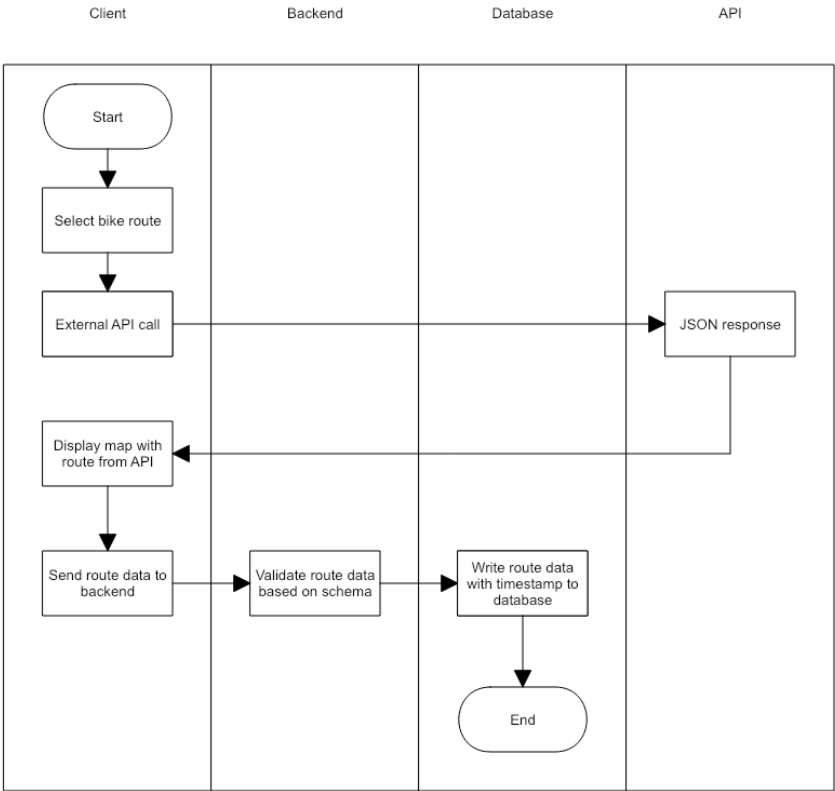 Client
Backend
Database
API
Start
Select bike route
External API call
JSON response
Display map with
route from API
Send route data to
backend
Validate route data
based on schema
Write route data
with timestamp to
database
End